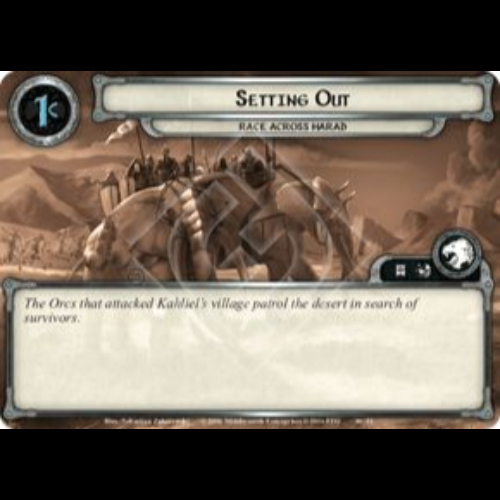 1
SETTING OUT
RACE ACROSS HARAD
The Orcs that attacked Kahliel's village patrol the desert in search of
survivors.